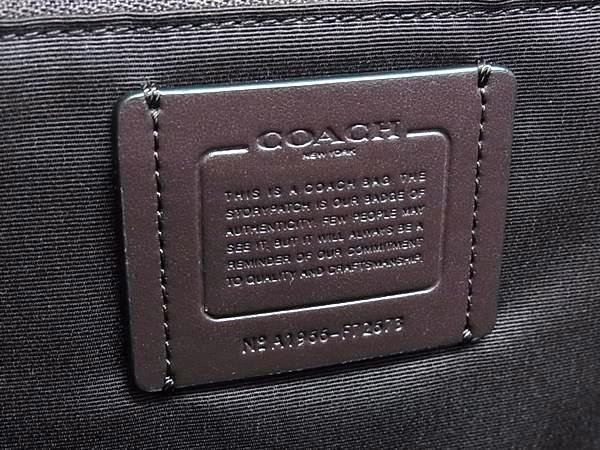 COACH
NEW YORK
THIS IS A COACH BAG. THE
STORYPATCH IS OUR BADGE OF
AUTHENTICITY. FEW PEOPLE MAY
SEE IT, BUT IT WILL ALWAYS BE A
REMINDER OF OUR COMMITMENT
TO QUALITY AND CRAFTSMANSHIP.
No A1966-F72673